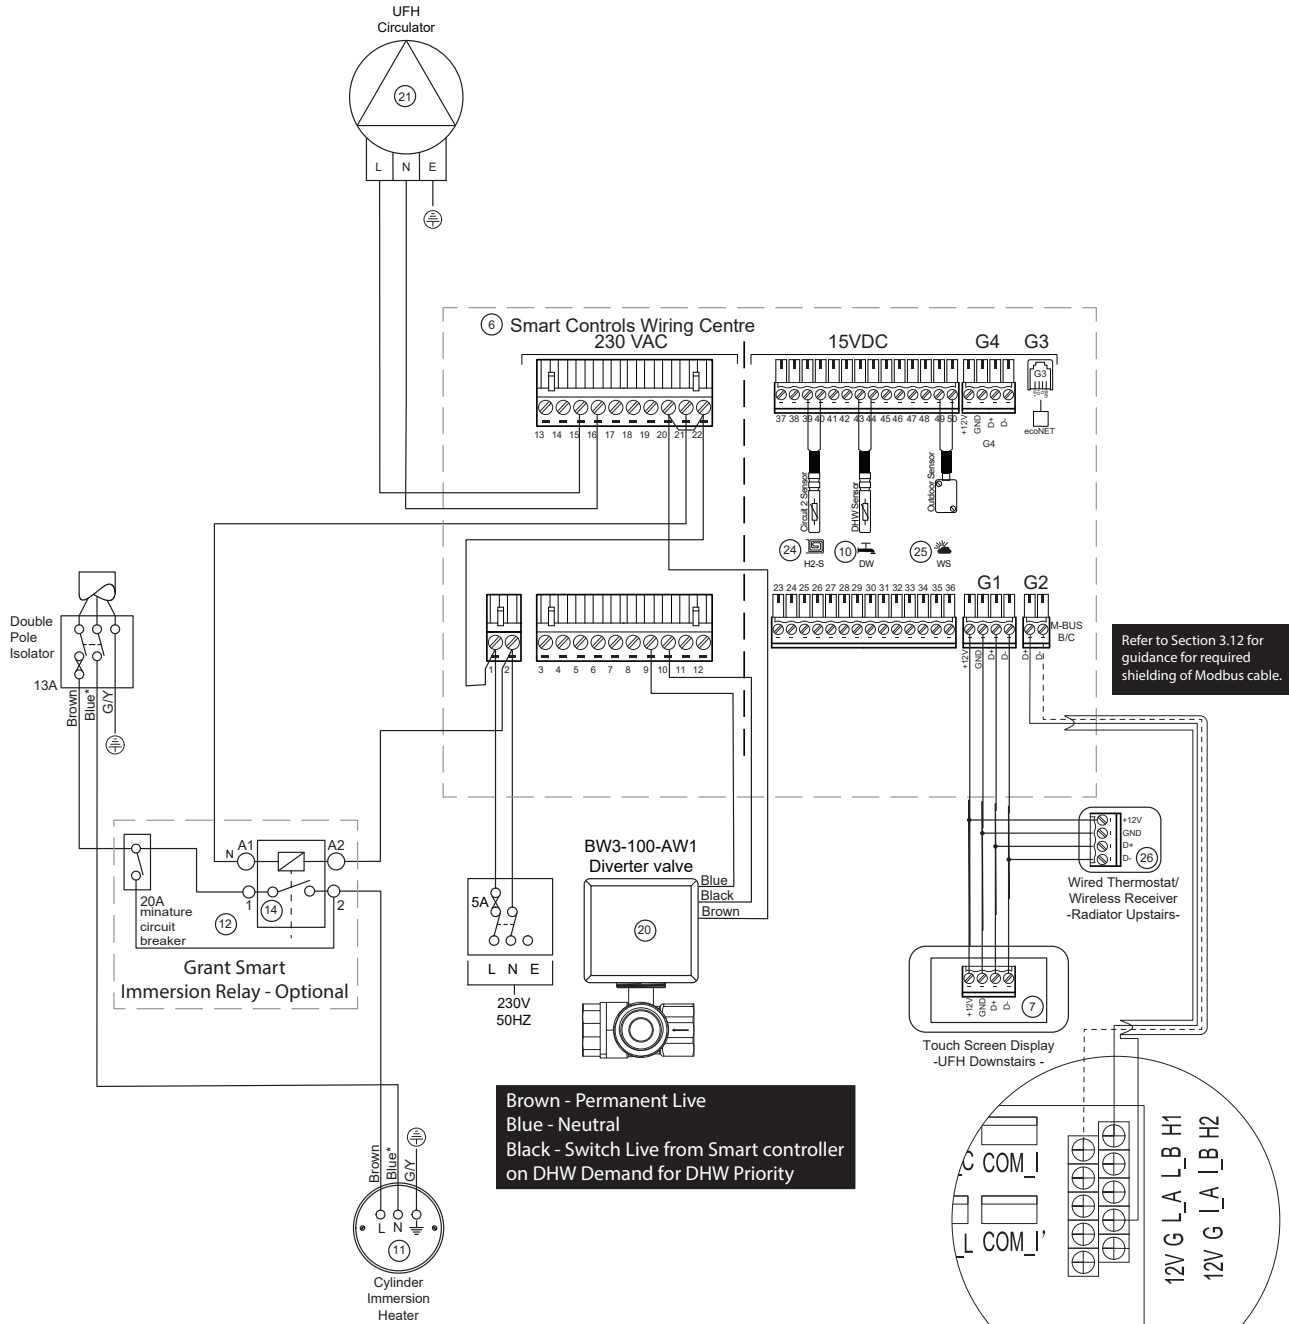 UFH
Circulator
21
L N E
6 Smart Controls Wiring Centre
230 VAC
15VDC
G4
G3
13 14 15 16 17 18 19 20 21 22
37 38 39 40 41 42 43 44 45 46 47 48 49 50
+12V
GND
D+
D-
G4
G3
ecoNET
Circuit 2 Sensor
DHW Sensor
Outdoor Sensor
24
H2-S
10
DW
25
WS
23 24 25 26 27 28 29 30 31 32 33 34 35 36
G1
G2
M-BUS
B/C
+12V
GND
D+
D-
D+
D-
1 2
3 4 5 6 7 8 9 10 11 12
Refer to Section 3.12 for
guidance for required
shielding of Modbus cable.
Double
Pole
Isolator
13A
Brown
Blue*
G/Y
N
A1
A2
1
14
2
20A
minature
circuit
breaker
12
Grant Smart
Immersion Relay - Optional
5A
L N E
230V
50HZ
BW3-100-AW1
Diverter valve
Blue
Black
Brown
20
+12V
GND
D+
D-
26
Wired Thermostat/
Wireless Receiver
-Radiator Upstairs-
+12V
GND
D+
D-
7
Touch Screen Display
-UFH Downstairs -
Brown - Permanent Live
Blue - Neutral
Black - Switch Live from Smart controller
on DHW Demand for DHW Priority
Brown
Blue*
G/Y
L N
11
Cylinder
Immersion
Heater
C COM_I
L COM_I'
12V G L_A L_B H1
12V G I_A I_B H2